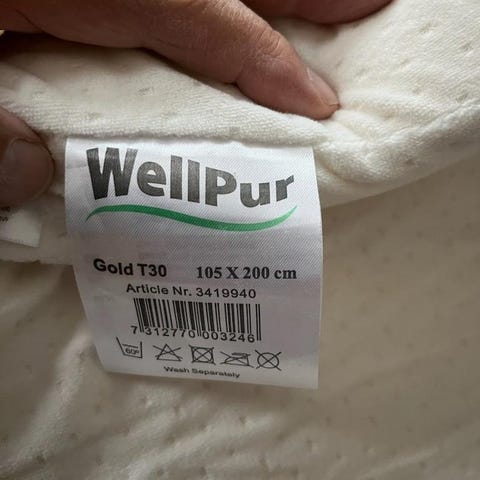 WellPur
Gold T30 105 X 200 cm
Article Nr. 3419940
7 312770 003246
60°
Wash Separately